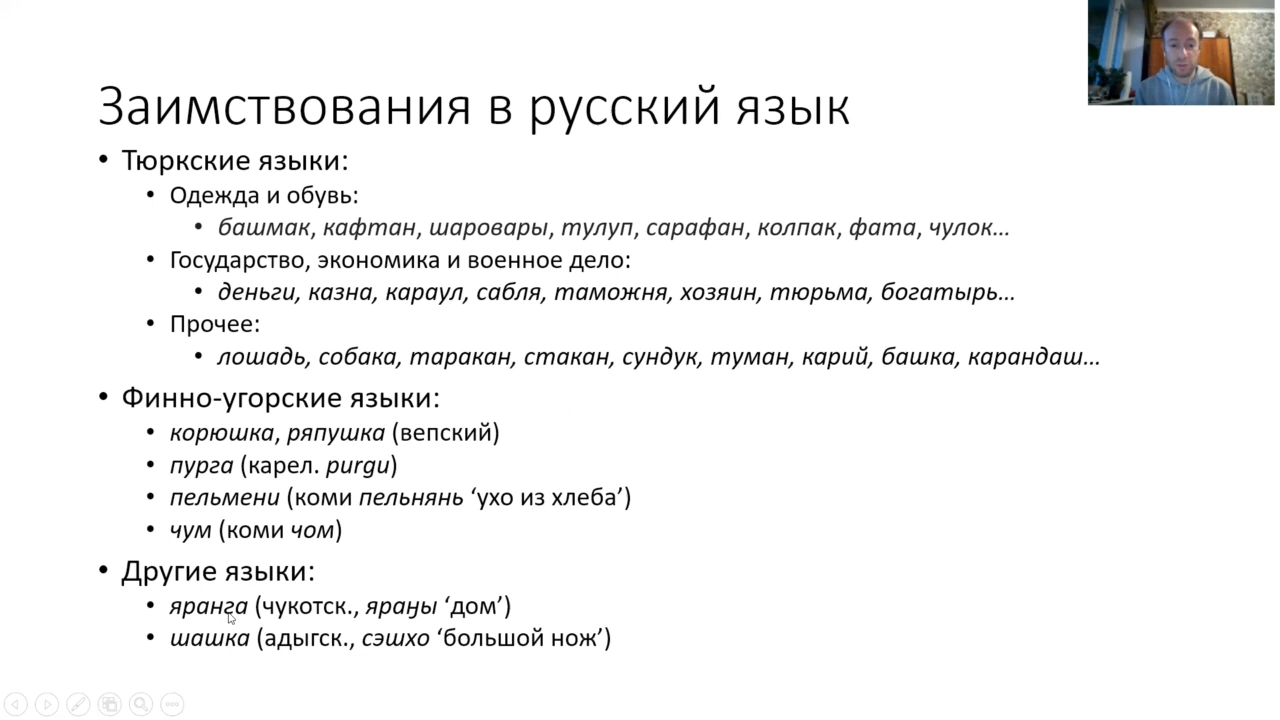 Заимствования в русский язык
• Тюркские языки:
• Одежда и обувь:
• башмак, кафтан, шаровары, тулуп, сарафан, колпак, фата, чулок…
• Государство, экономика и военное дело:
• деньги, казна, караул, сабля, таможня, хозяин, тюрьма, богатырь…
• Прочее:
• лошадь, собака, таракан, стакан, сундук, туман, карий, башка, карандаш…
• Финно-угорские языки:
• корюшка, ряпушка (вепский)
• пурга (карел. purgu)
• пельмени (коми пельнянь ‘ухо из хлеба’)
• чум (коми чом)
• Другие языки:
• яранга (чукотск., яраӈы ‘дом’)
• шашка (адыгск., сэшхо ‘большой нож’)